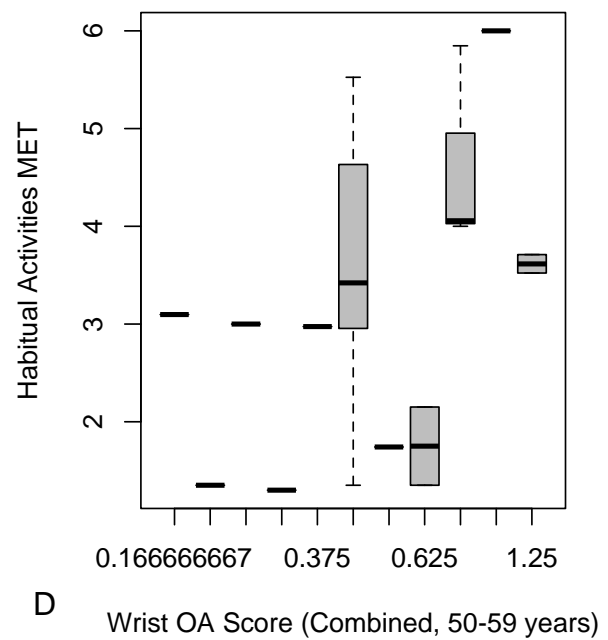 6
5
4
3
2
Habitual Activities MET
0.166666667 0.375 0.625 1.25
D
Wrist OA Score (Combined, 50-59 years)